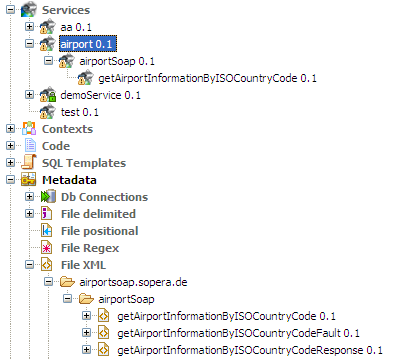 Services
aa 0.1
airport 0.1
airportSoap 0.1
getAirportInformationByISOCountryCode 0.1
demoService 0.1
test 0.1
Contexts
Code
SQL Templates
Metadata
Db Connections
File delimited
File positional
File Regex
File XML
airportsoap.sopera.de
airportSoap
getAirportInformationByISOCountryCode 0.1
getAirportInformationByISOCountryCodeFault 0.1
getAirportInformationByISOCountryCodeResponse 0.1